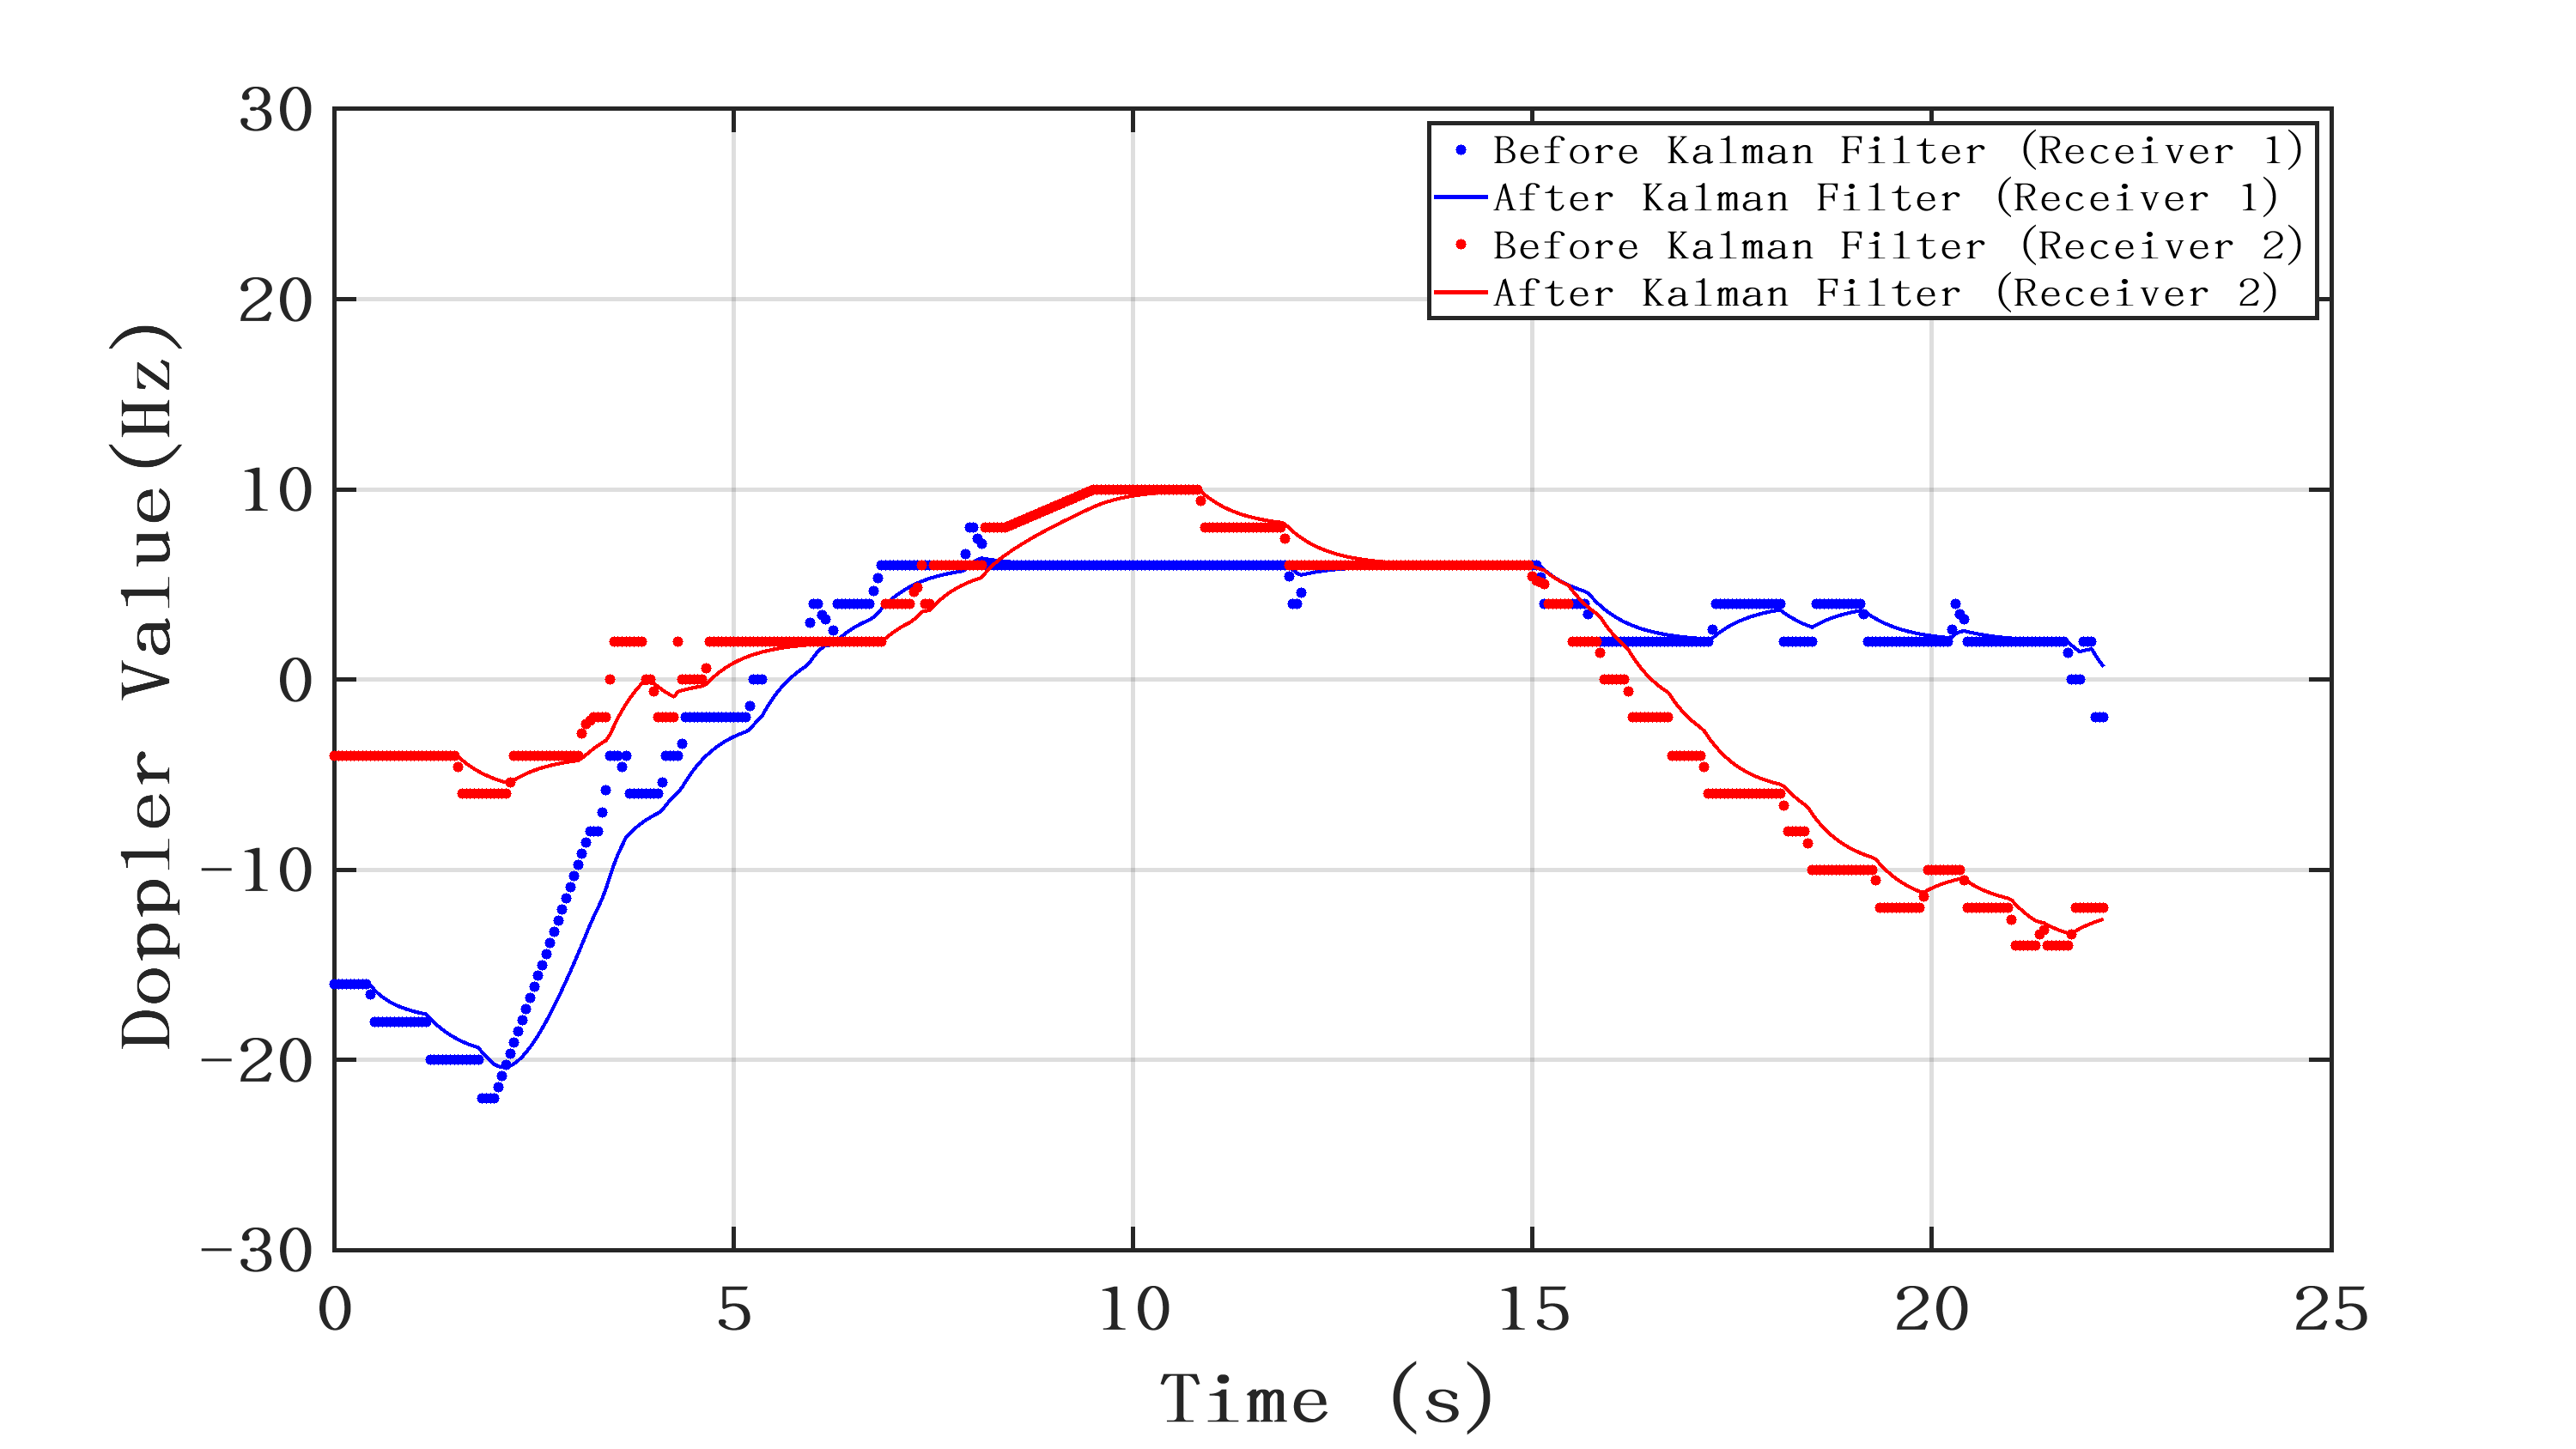 30
20
10
0
-10
-20
-30
Doppler Value(Hz)
Before Kalman Filter (Receiver 1)
After Kalman Filter (Receiver 1)
Before Kalman Filter (Receiver 2)
After Kalman Filter (Receiver 2)
0 5 10 15 20 25
Time (s)